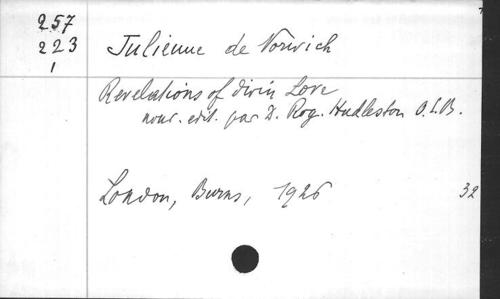 257
223
1
Julienne de Norwich
Revelations of divin Love
nouv. edit. par D. Rog. Hudleston O.S.B.
London, Burns, 1926
32